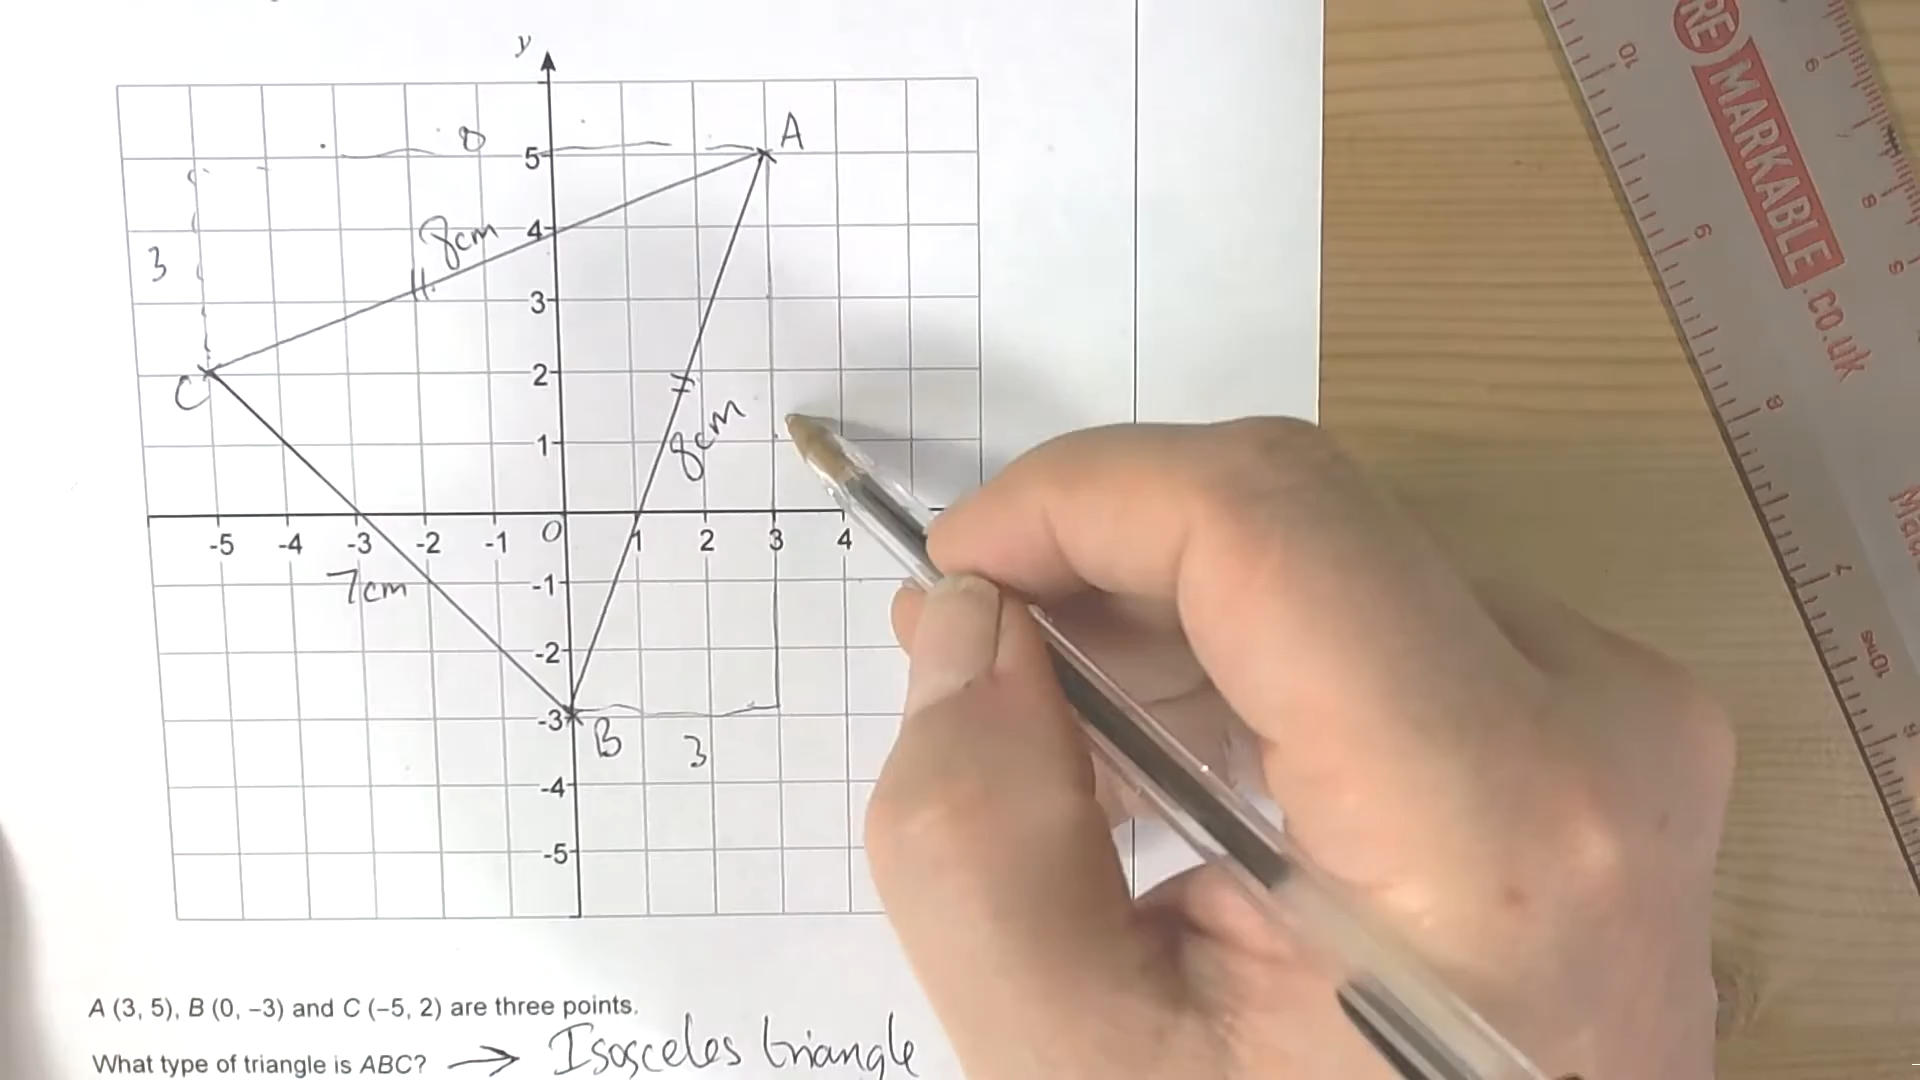 y
8
A
5
8cm
4
3
3
2
C
8cm
1
-5 -4 -3 -2 -1 O 1 2 3 4
7cm
-1
-2
-3
B
3
-4
-5
A (3, 5), B (0, −3) and C (−5, 2) are three points.
What type of triangle is ABC? → Isosceles triangle
RE MARKABLE.co.uk